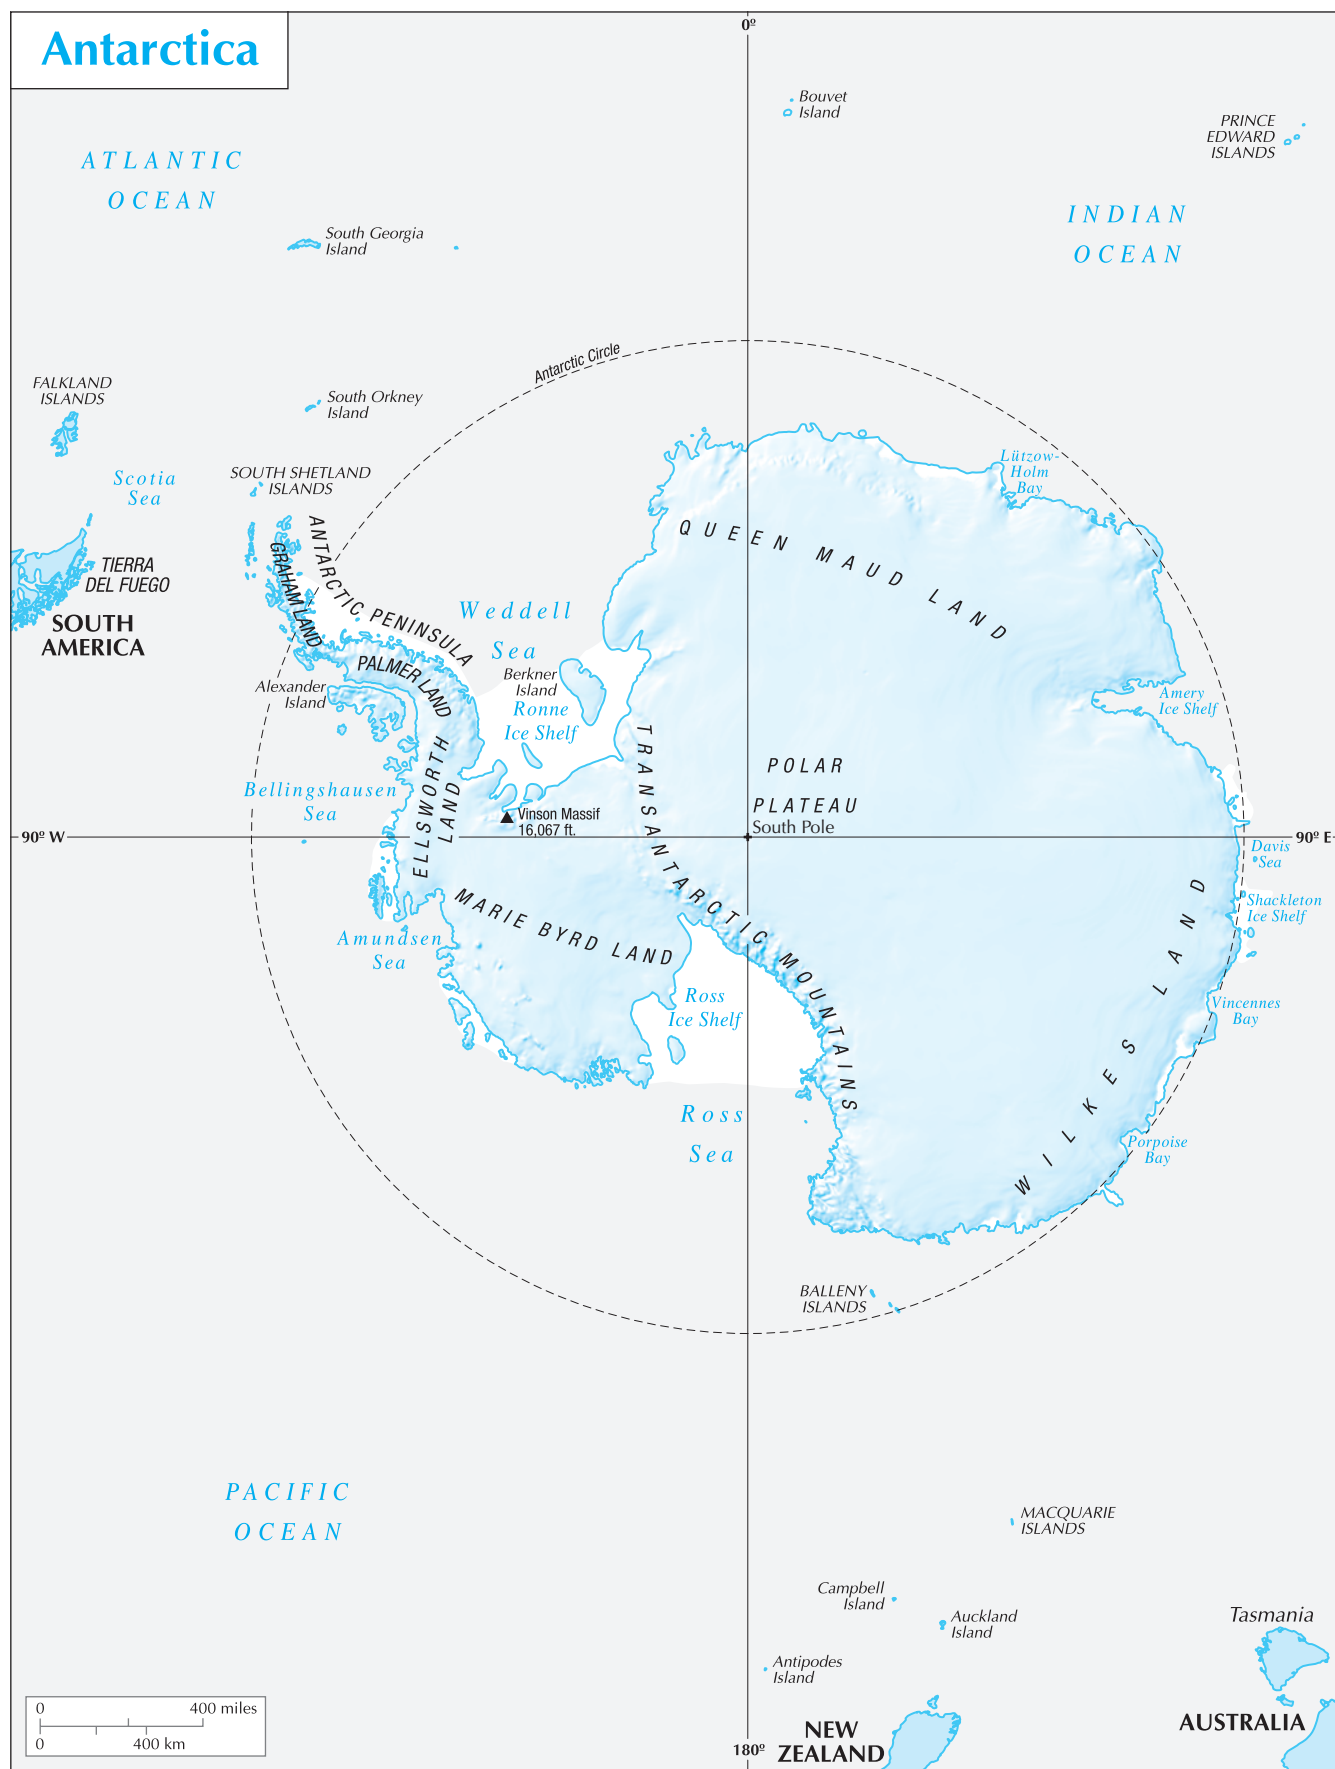 Antarctica
0º
Bouvet
Island
PRINCE
EDWARD
ISLANDS
ATLANTIC
OCEAN
INDIAN
OCEAN
South Georgia
Island
Antarctic Circle
FALKLAND
ISLANDS
South Orkney
Island
Scotia
Sea
SOUTH SHETLAND
ISLANDS
Lützow-
Holm
Bay
ANTARCTIC PENINSULA
GRAHAM LAND
QUEEN MAUD LAND
TIERRA
DEL FUEGO
SOUTH
AMERICA
Weddell
Sea
PALMER LAND
Berkner
Island
Alexander
Island
Ronne
Ice Shelf
Amery
Ice Shelf
TRANSANTARCTIC MOUNTAINS
ELLSWORTH
LAND
POLAR
PLATEAU
Bellingshausen
Sea
Vinson Massif
16,067 ft.
South Pole
90º W
90º E
Davis
Sea
Shackleton
Ice Shelf
MARIE BYRD LAND
WILKES LAND
Amundsen
Sea
Ross
Ice Shelf
Vincennes
Bay
Ross
Sea
Porpoise
Bay
BALLENY
ISLANDS
PACIFIC
OCEAN
MACQUARIE
ISLANDS
Campbell
Island
Auckland
Island
Tasmania
Antipodes
Island
0 400 miles
0 400 km
180º
NEW
ZEALAND
AUSTRALIA